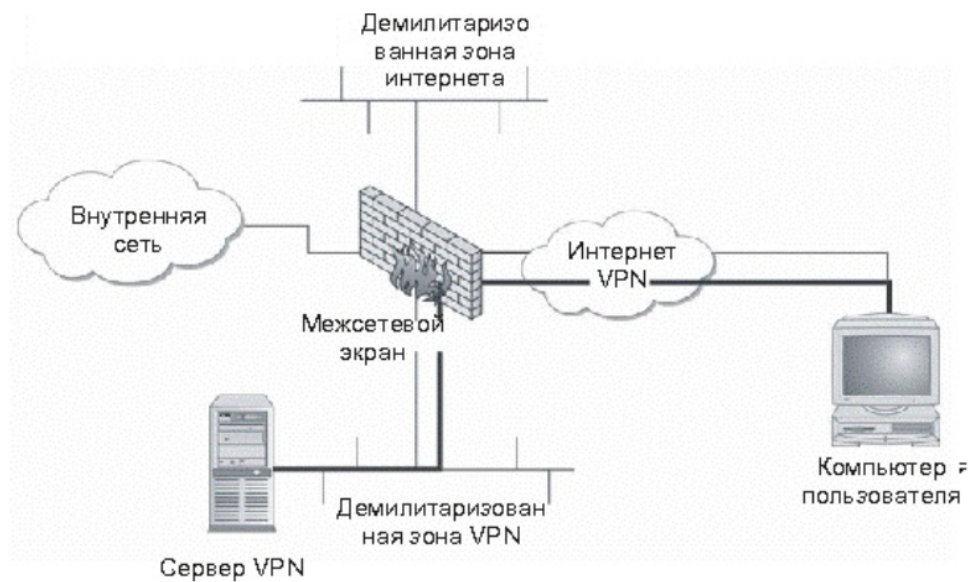 Демилитаризо
ванная зона
интернета
Внутренняя
сеть
Интернет
VPN
Межсетевой
экран
Компьютер
пользователя
Демилитаризован
ная зона VPN
Сервер VPN